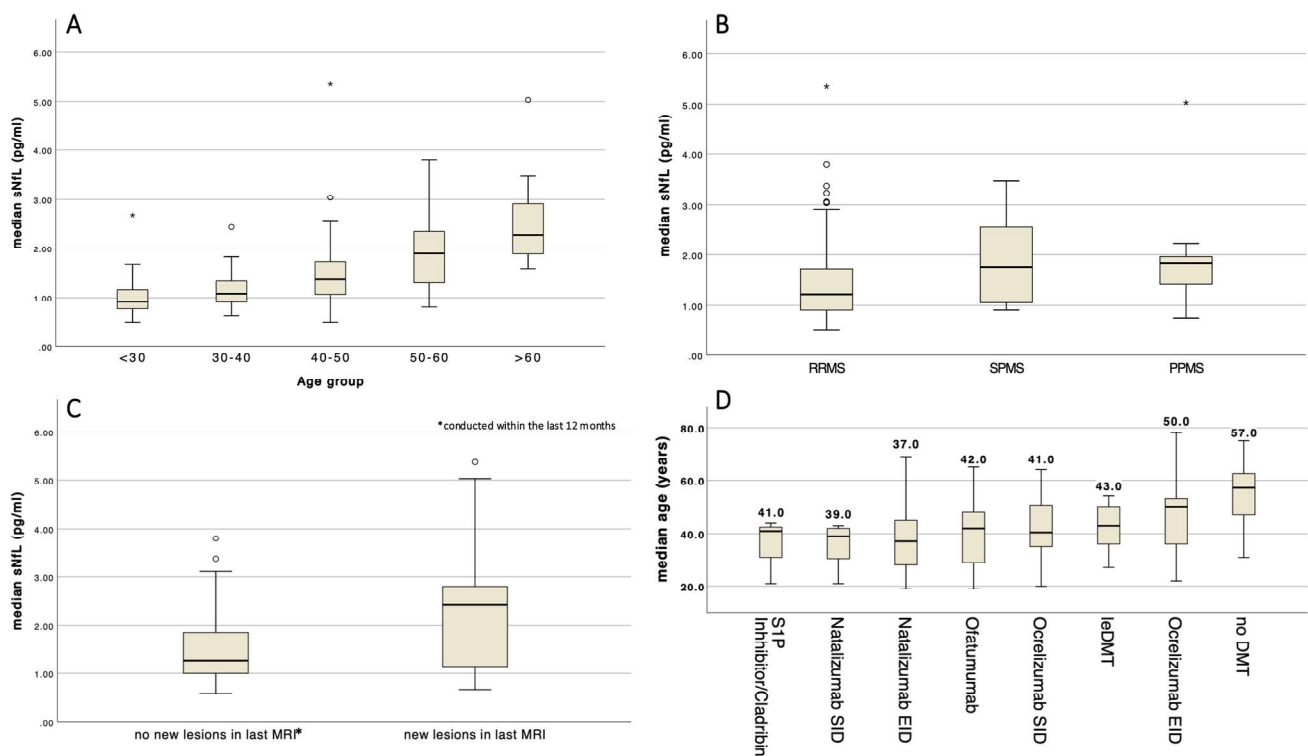 A
median sNfL (pg/ml)
6.00
5.00
4.00
3.00
2.00
1.00
.00
<30 30-40 40-50 50-60 >60
Age group
B
median sNfL (pg/ml)
6.00
5.00
4.00
3.00
2.00
1.00
.00
RRMS SPMS PPMS
C
*conducted within the last 12 months
median sNfL (pg/ml)
6.00
5.00
4.00
3.00
2.00
1.00
.00
no new lesions in last MRI* new lesions in last MRI
D
median age (years)
80.0
60.0
40.0
20.0
41.0 39.0 37.0 42.0 41.0 43.0 50.0 57.0
S1P
Inhhibitor/Cladribin
Natalizumab SID
Natalizumab EID
Ofatumumab
Ocrelizumab SID
leDMT
Ocrelizumab EID
no DMT